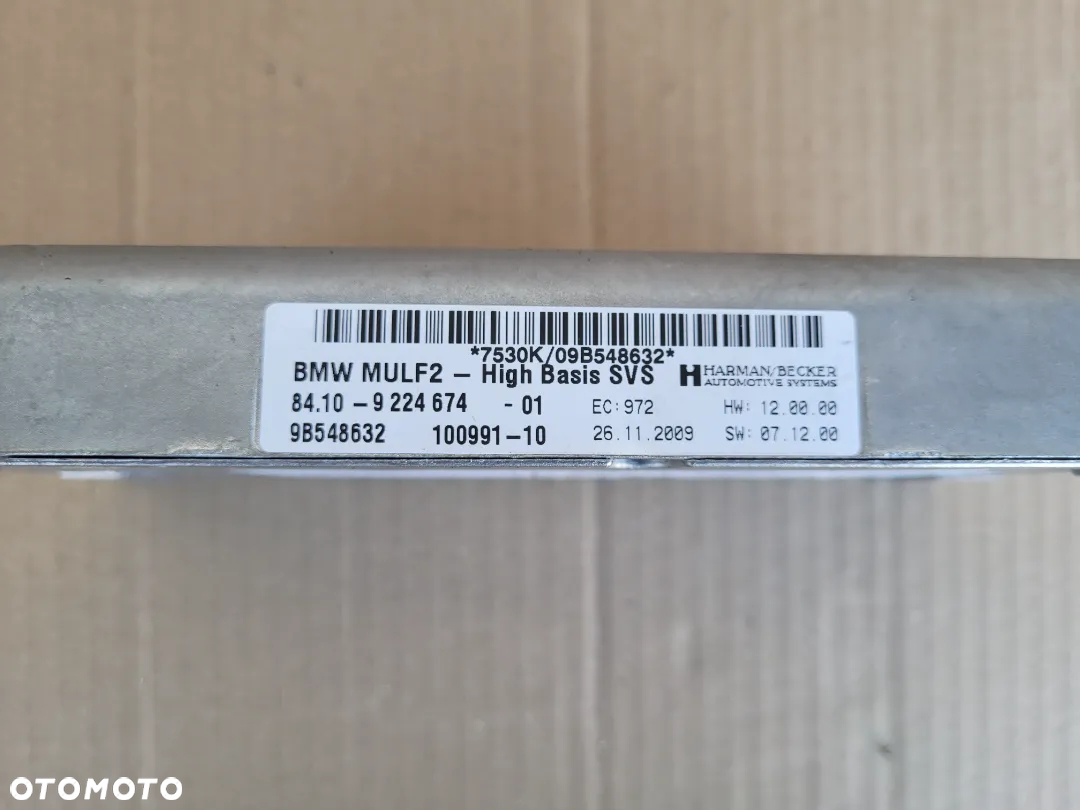 *7530K/09B548632*
BMW MULF2 – High Basis SVS HARMAN/BECKER
AUTOMOTIVE SYSTEMS
84.10 – 9 224 674 - 01 EC: 972 HW: 12.00.00
9B548632 100991-10 26.11.2009 SW: 07.12.00
OTOMOTO